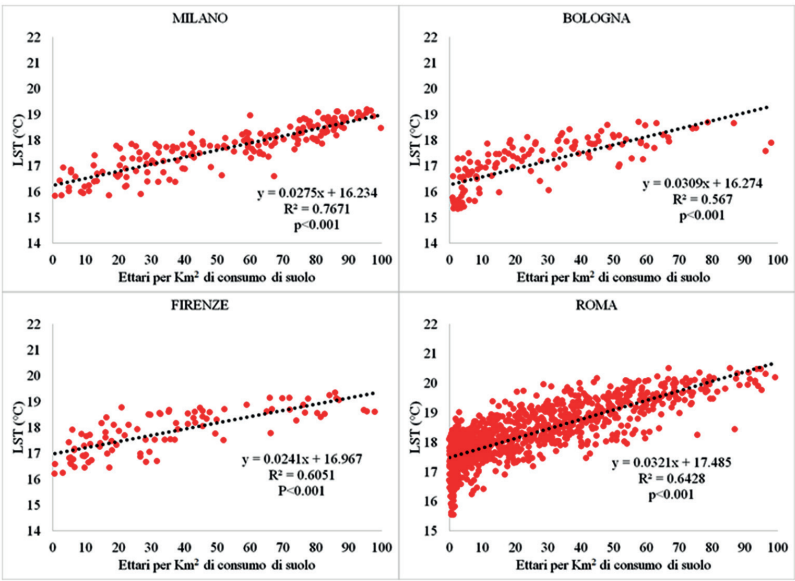 MILANO
LST (°C)
22
21
20
19
18
17
16
15
14
y = 0.0275x + 16.234
R² = 0.7671
p<0.001
0 10 20 30 40 50 60 70 80 90 100
Ettari per Km² di consumo di suolo
BOLOGNA
LST (°C)
22
21
20
19
18
17
16
15
14
y = 0.0309x + 16.274
R² = 0.567
p<0.001
0 10 20 30 40 50 60 70 80 90 100
Ettari per km² di consumo di suolo
FIRENZE
LST (°C)
22
21
20
19
18
17
16
15
14
y = 0.0241x + 16.967
R² = 0.6051
P<0.001
0 10 20 30 40 50 60 70 80 90 100
Ettari per Km² di consumo di suolo
ROMA
LST (°C)
22
21
20
19
18
17
16
15
y = 0.0321x + 17.485
R² = 0.6428
p<0.001
0 10 20 30 40 50 60 70 80 90 100
Ettari per Km² di consumo di suolo